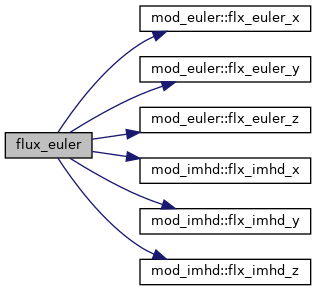 mod_euler::flx_euler_x
mod_euler::flx_euler_y
mod_euler::flx_euler_z
flux_euler
mod_imhd::flx_imhd_x
mod_imhd::flx_imhd_y
mod_imhd::flx_imhd_z